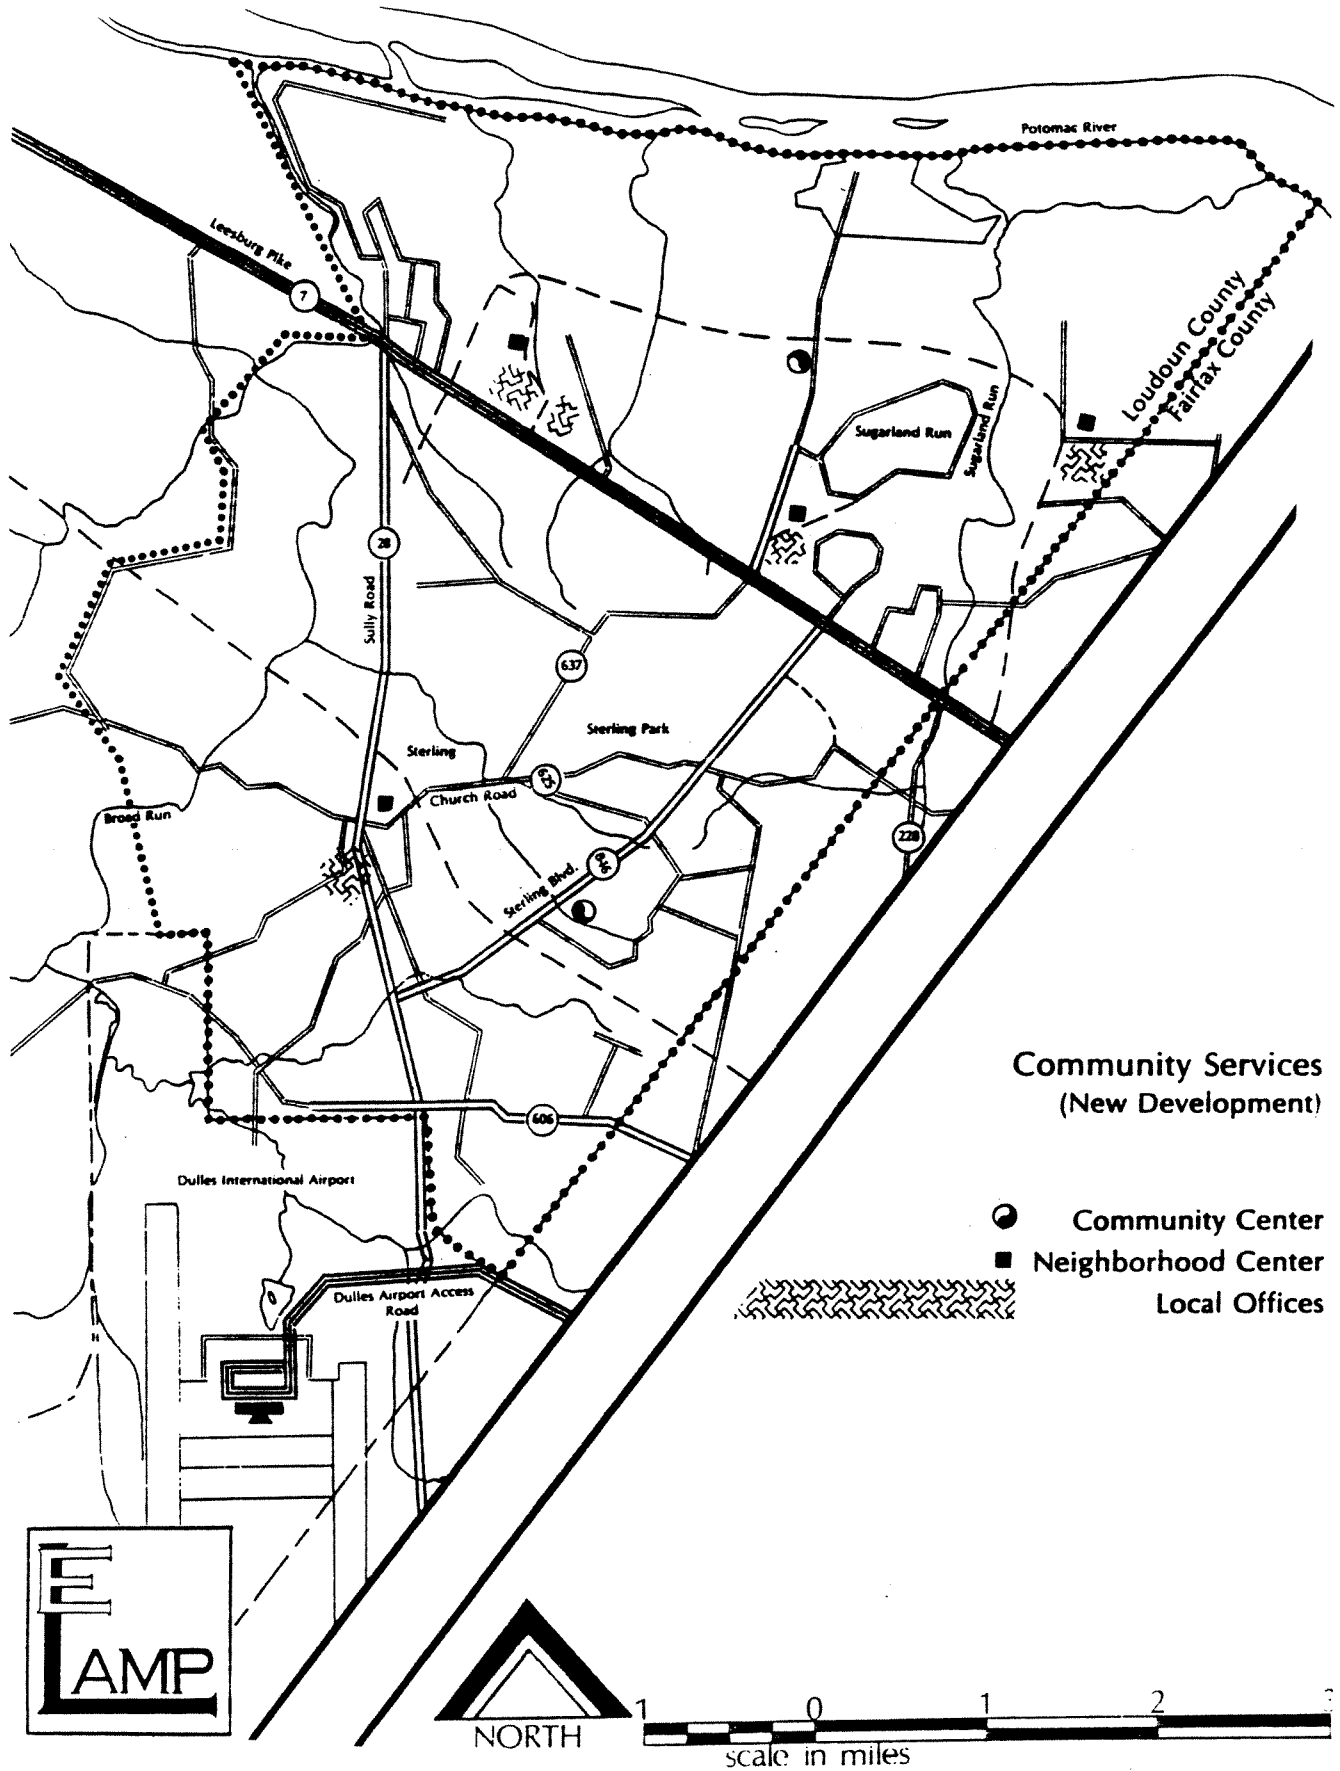 Potomac River
Leesburg Pike
7
Loudoun County
Fairfax County
Sugarland Run
Sugarland Run
28
Sully Road
637
Sterling Park
Sterling
625
Church Road
Broad Run
228
846
Sterling Blvd.
Community Services
(New Development)
606
Dulles International Airport
Community Center
Neighborhood Center
Dulles Airport Access
Road
Local Offices
E
LAMP
NORTH
1 0 1 2 3
scale in miles